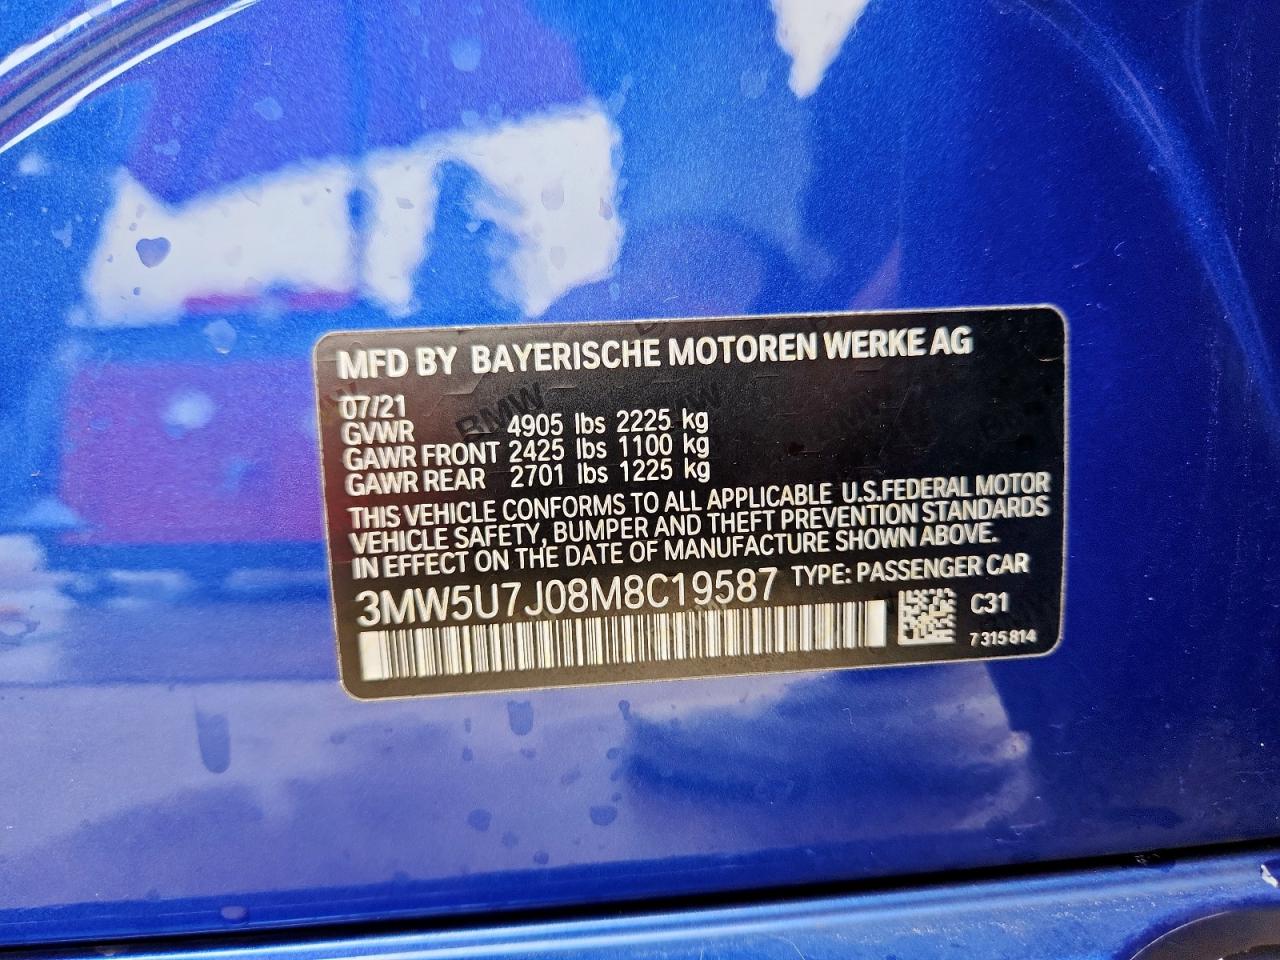 MFD BY BAYERISCHE MOTOREN WERKE AG
07/21
GVWR 4905 lbs 2225 kg
GAWR FRONT 2425 lbs 1100 kg
GAWR REAR 2701 lbs 1225 kg
THIS VEHICLE CONFORMS TO ALL APPLICABLE U.S.FEDERAL MOTOR
VEHICLE SAFETY, BUMPER AND THEFT PREVENTION STANDARDS
IN EFFECT ON THE DATE OF MANUFACTURE SHOWN ABOVE.
3MW5U7J08M8C19587 TYPE: PASSENGER CAR
C31
7 315 814